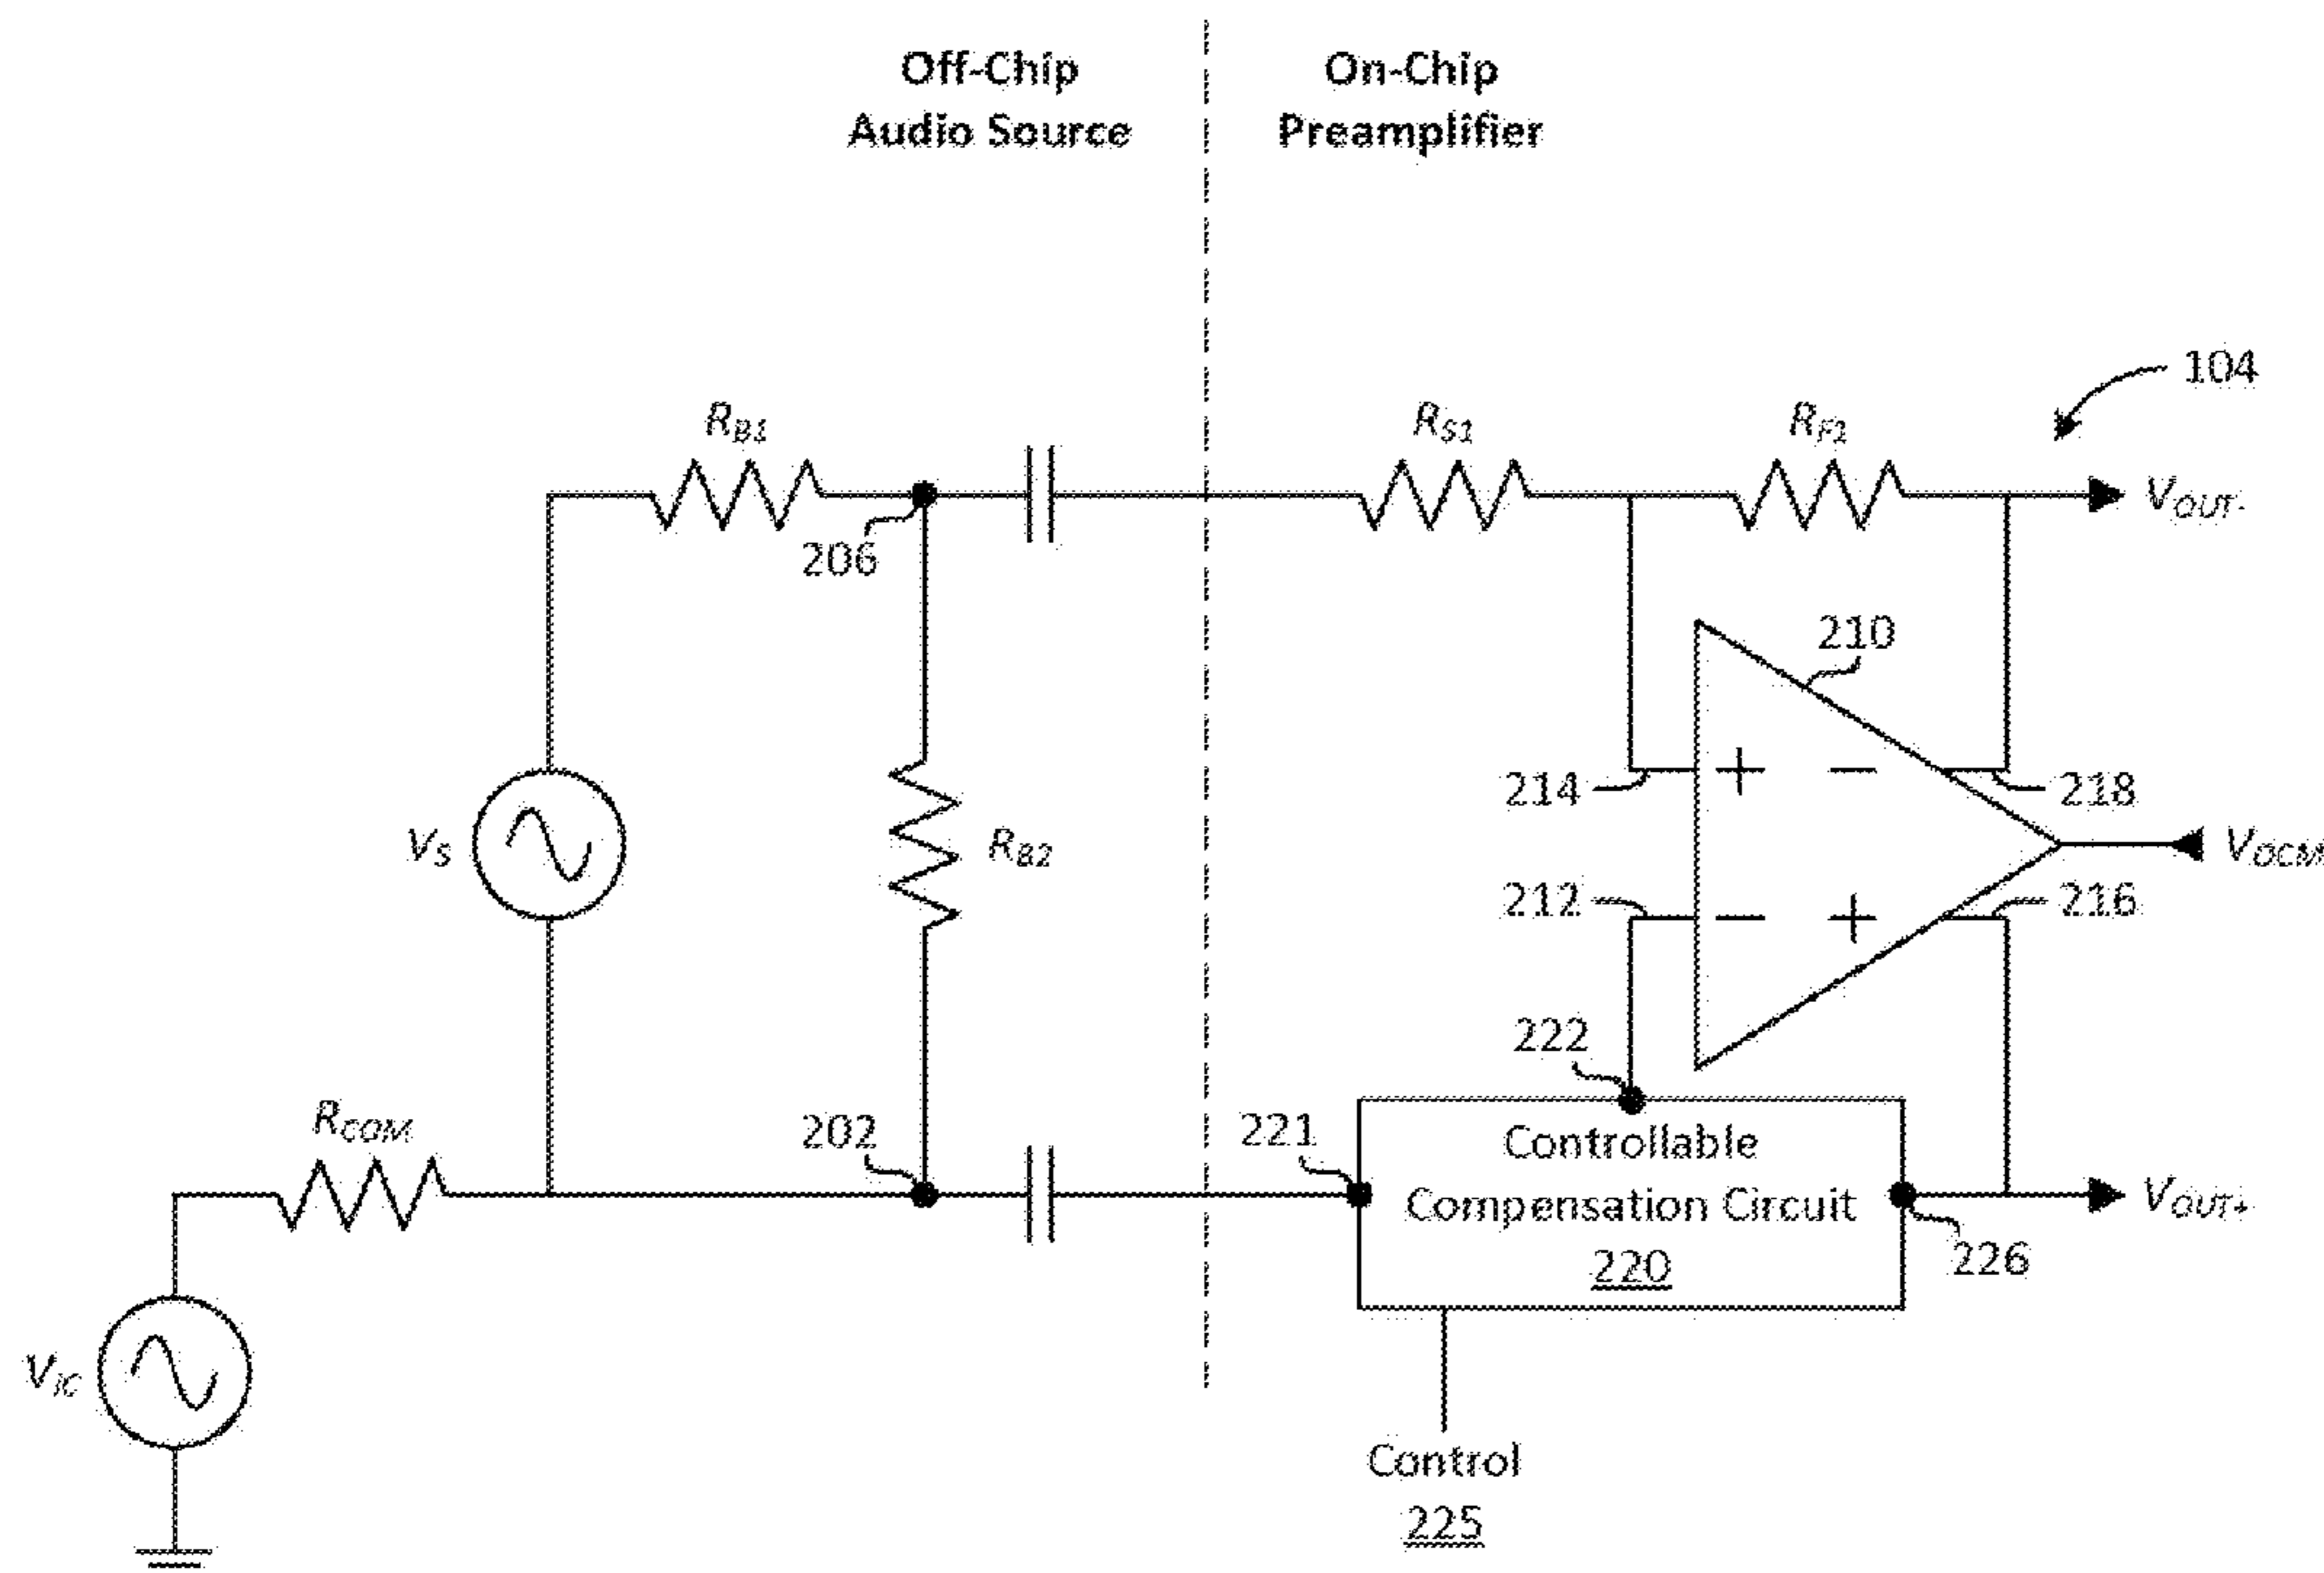 Off-Chip
Audio Source
On-Chip
Preamplifier
104
R_B1
R_S1
R_F1
V_OUT-
206
210
214
+
−
218
V_S
R_B2
V_OCM
212
−
+
216
222
R_COM
202
221
Controllable
Compensation Circuit
220
V_OUT+
226
V_IC
Control
225